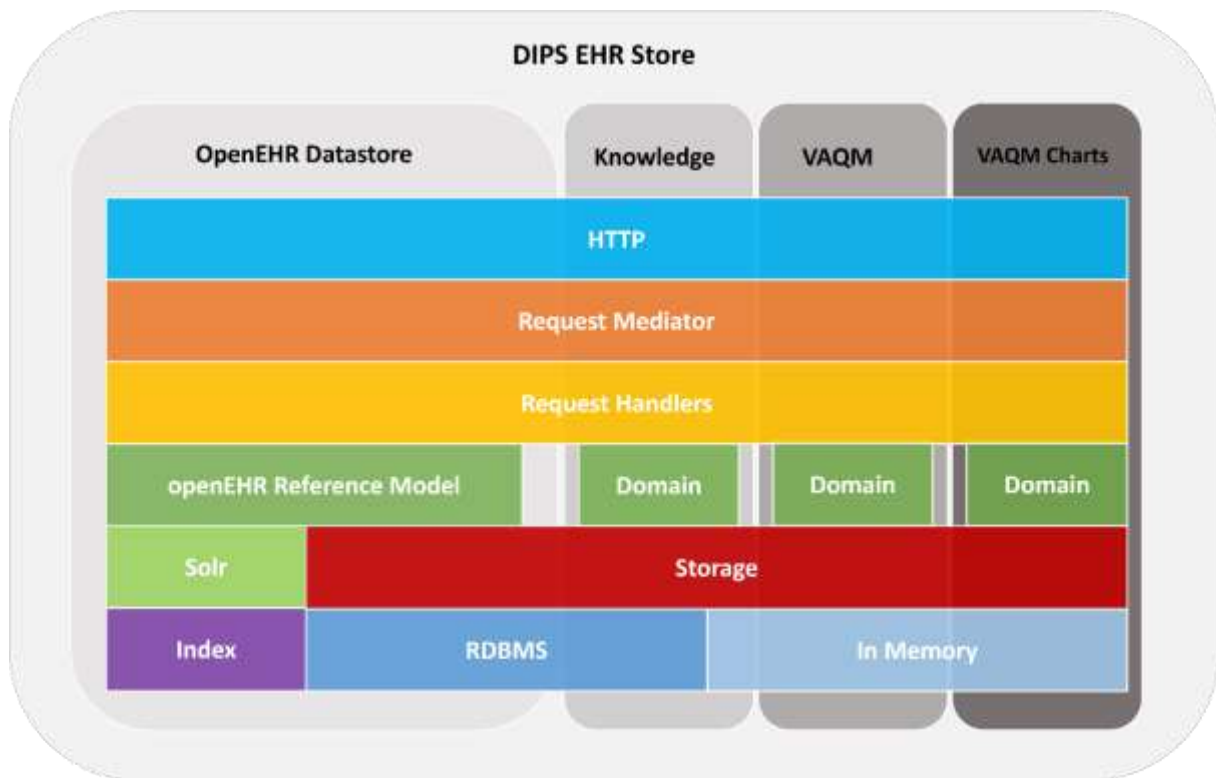 DIPS EHR Store
OpenEHR Datastore
Knowledge
VAQM
VAQM Charts
HTTP
Request Mediator
Request Handlers
openEHR Reference Model
Domain
Domain
Domain
Solr
Storage
Index
RDBMS
In Memory